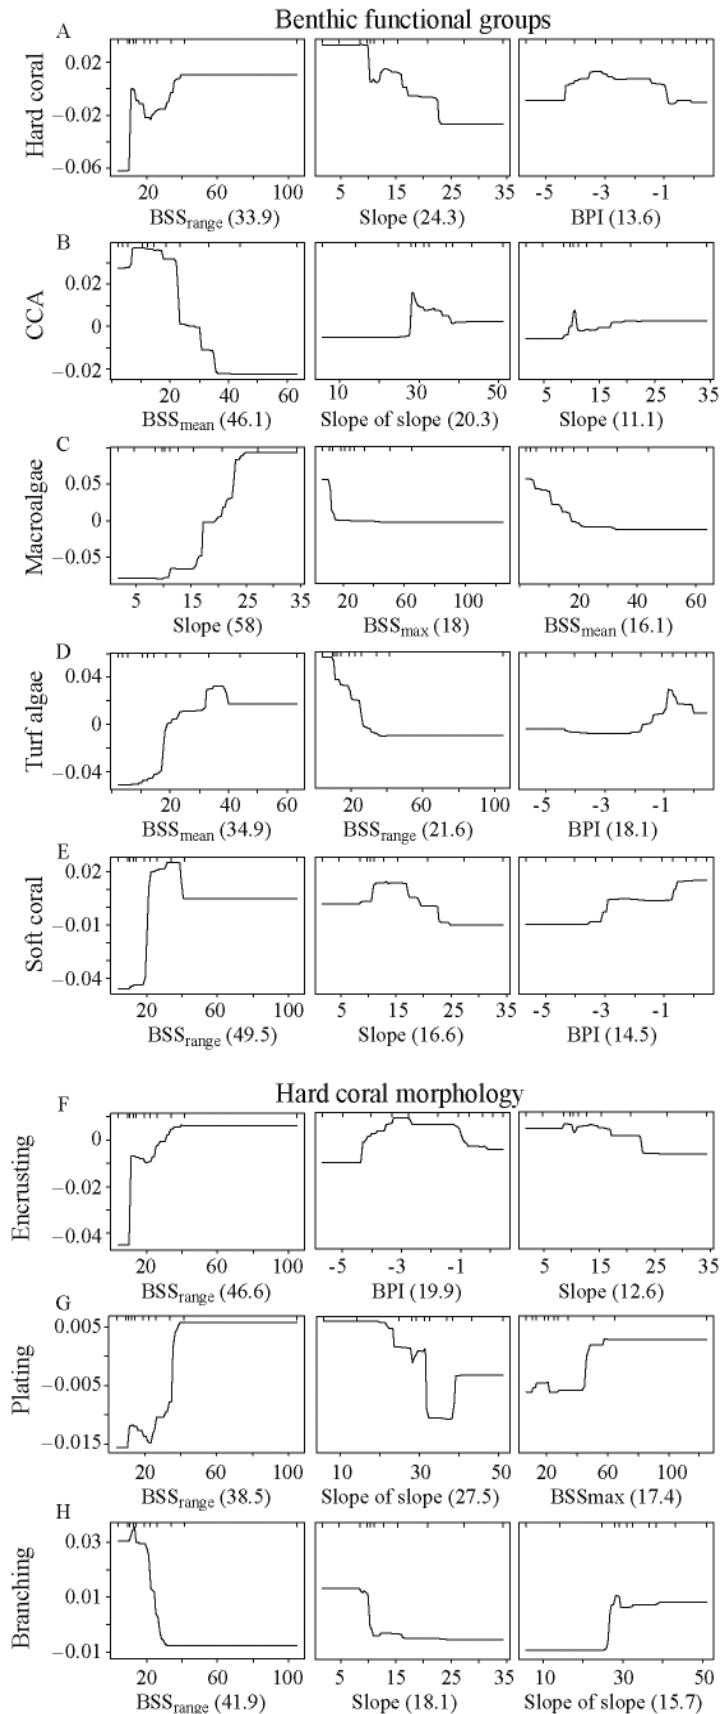 Benthic functional groups
A
Hard coral
0.02
−0.02
−0.06
20 60 100
5 15 25 35
-5 -3 -1
BSSrange (33.9) Slope (24.3) BPI (13.6)
B
CCA
0.02
0
−0.02
20 40 60
10 30 50
5 15 25 35
BSSmean (46.1) Slope of slope (20.3) Slope (11.1)
C
Macroalgae
0.05
0
−0.05
5 15 25 35
20 60 100
20 40 60
Slope (58) BSSmax (18) BSSmean (16.1)
D
Turf algae
0.04
0
−0.04
20 40 60
20 60 100
-5 -3 -1
BSSmean (34.9) BSSrange (21.6) BPI (18.1)
E
Soft coral
0.02
−0.01
−0.04
20 60 100
5 15 25 35
-5 -3 -1
BSSrange (49.5) Slope (16.6) BPI (14.5)
Hard coral morphology
F
Encrusting
0
−0.02
−0.04
20 60 100
-5 -3 -1
5 15 25 35
BSSrange (46.6) BPI (19.9) Slope (12.6)
G
Plating
0.005
−0.005
−0.015
20 60 100
10 30 50
20 60 100
BSSrange (38.5) Slope of slope (27.5) BSSmax (17.4)
H
Branching
0.03
0.01
−0.01
20 60 100
5 15 25 35
10 30 50
BSSrange (41.9) Slope (18.1) Slope of slope (15.7)